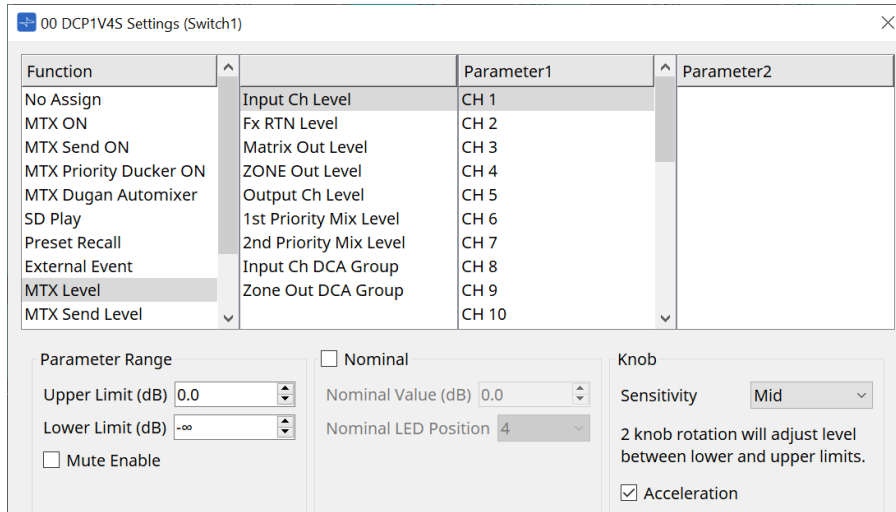 00 DCP1V4S Settings (Switch1)
Function
No Assign
MTX ON
MTX Send ON
MTX Priority Ducker ON
MTX Dugan Automixer
SD Play
Preset Recall
External Event
MTX Level
MTX Send Level
Input Ch Level
Fx RTN Level
Matrix Out Level
ZONE Out Level
Output Ch Level
1st Priority Mix Level
2nd Priority Mix Level
Input Ch DCA Group
Zone Out DCA Group
Parameter1
CH 1
CH 2
CH 3
CH 4
CH 5
CH 6
CH 7
CH 8
CH 9
CH 10
Parameter2
Parameter Range
Upper Limit (dB) 0.0
Lower Limit (dB) -∞
Mute Enable
Nominal
Nominal Value (dB) 0.0
Nominal LED Position 4
Knob
Sensitivity Mid
2 knob rotation will adjust level
between lower and upper limits.
Acceleration